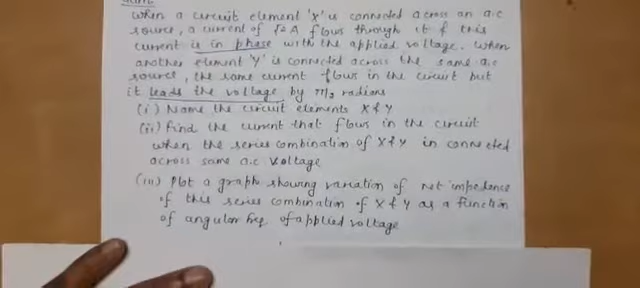 when a circuit element 'X' is connected across an a.c
source, a current of √2 A flows through it & this
current is in phase with the applied voltage. when
another element 'Y' is connected across the same a.c
source, the same current flows in the circuit but
it leads the voltage by π/2 radians
(i) Name the circuit elements X & Y
(ii) find the current that flows in the circuit
when the series combination of X & Y in connected
across same a.c voltage
(iii) Plot a graph showing variation of net impedence
of this series combination of X & Y as a function
of angular freq of applied voltage